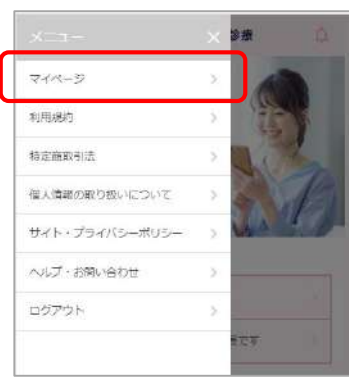 メニュー
診療
マイページ
利用規約
特定商取引法
個人情報の取り扱いについて
サイト・プライバシーポリシー
ヘルプ・お問い合わせ
ログアウト
です